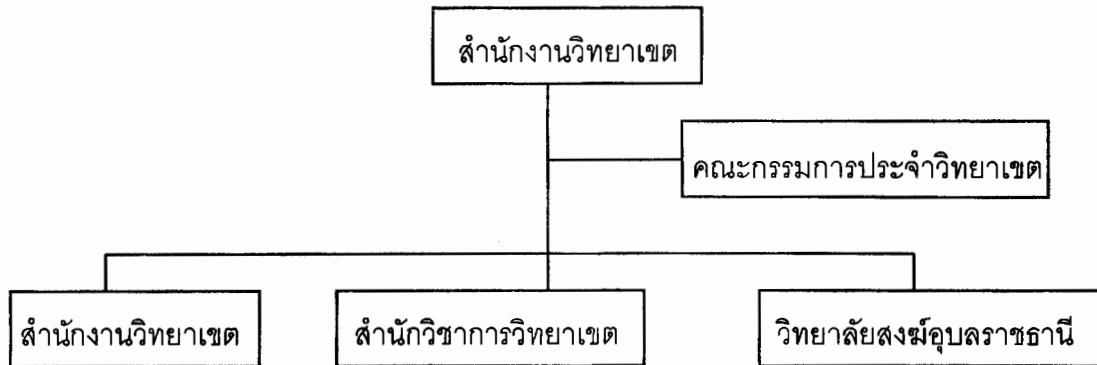 สำนักงานวิทยาเขต
คณะกรรมการประจำวิทยาเขต
สำนักงานวิทยาเขต
สำนักวิชาการวิทยาเขต
วิทยาลัยสงฆ์อุบลราชธานี